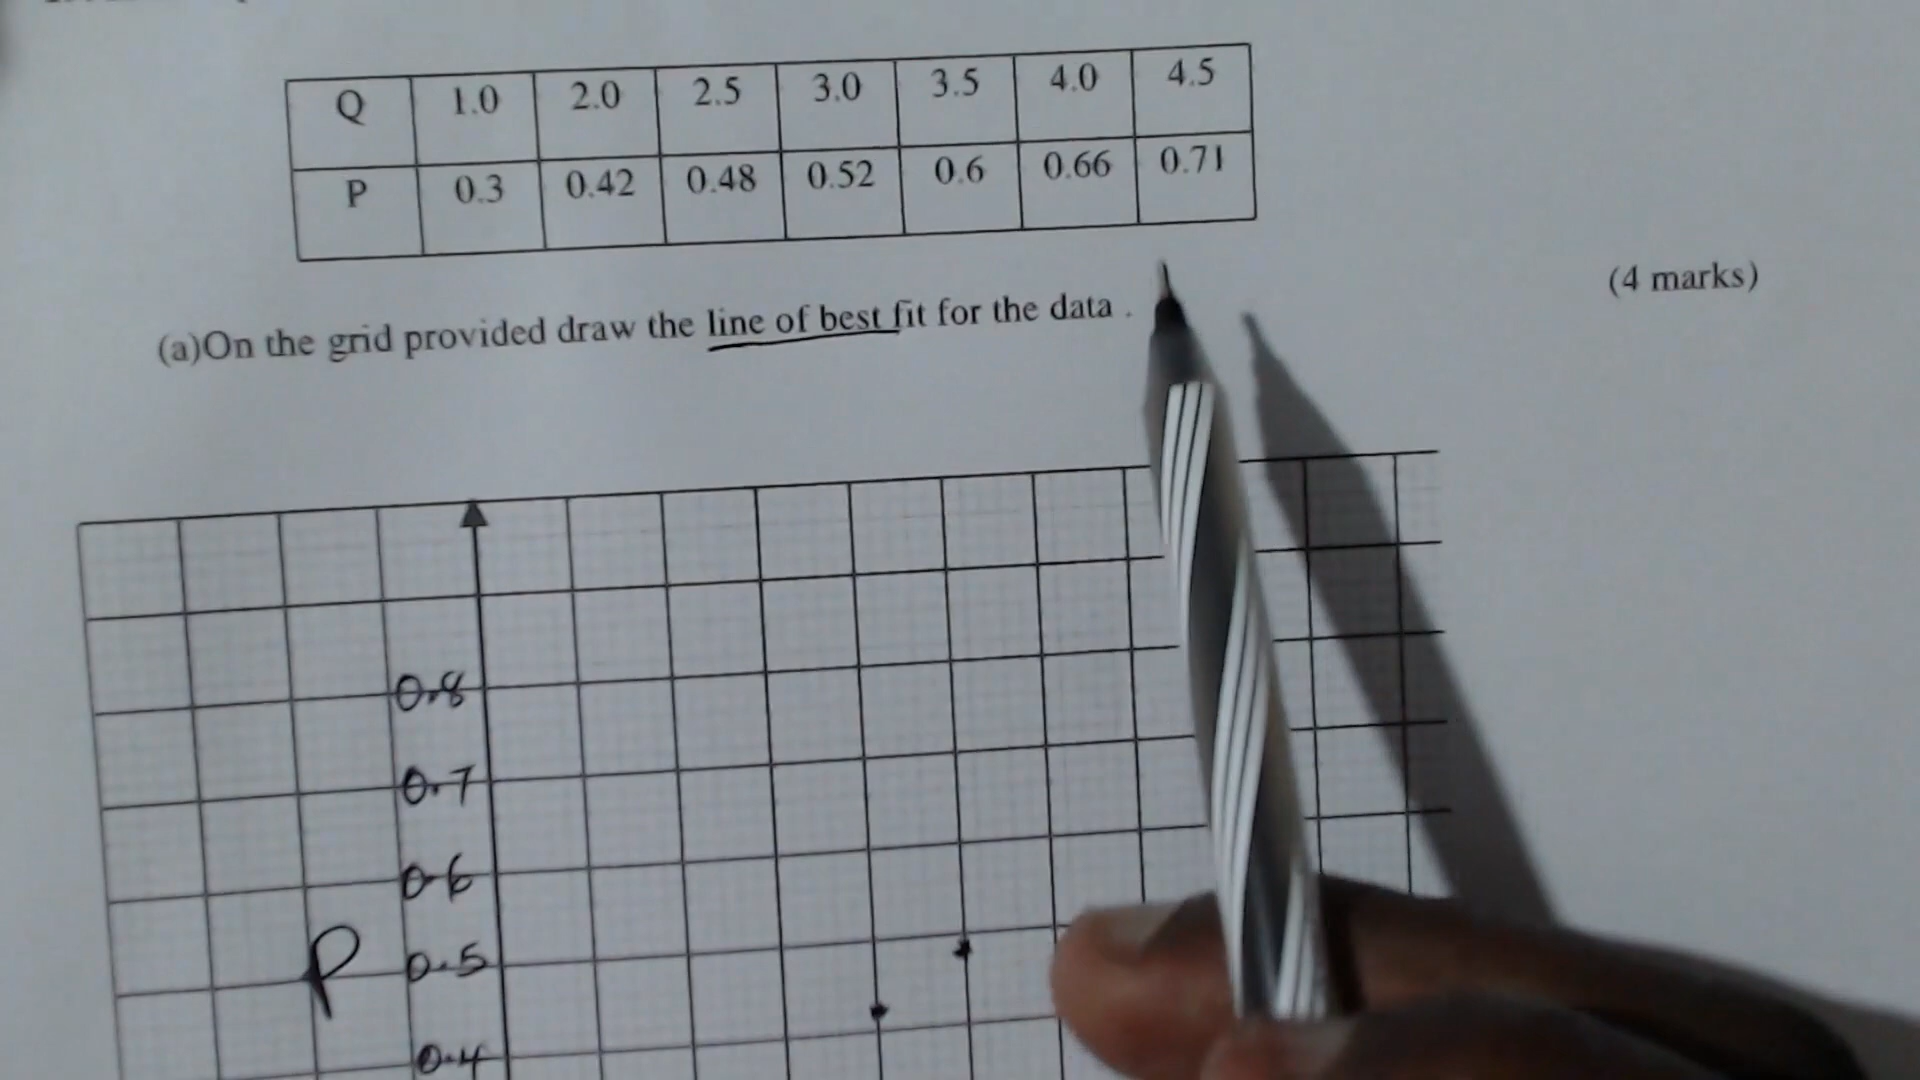 Q 1.0 2.0 2.5 3.0 3.5 4.0 4.5
P 0.3 0.42 0.48 0.52 0.6 0.66 0.71
(4 marks)
(a)On the grid provided draw the line of best fit for the data .
0.8
0.7
0.6
P 0.5
0.4